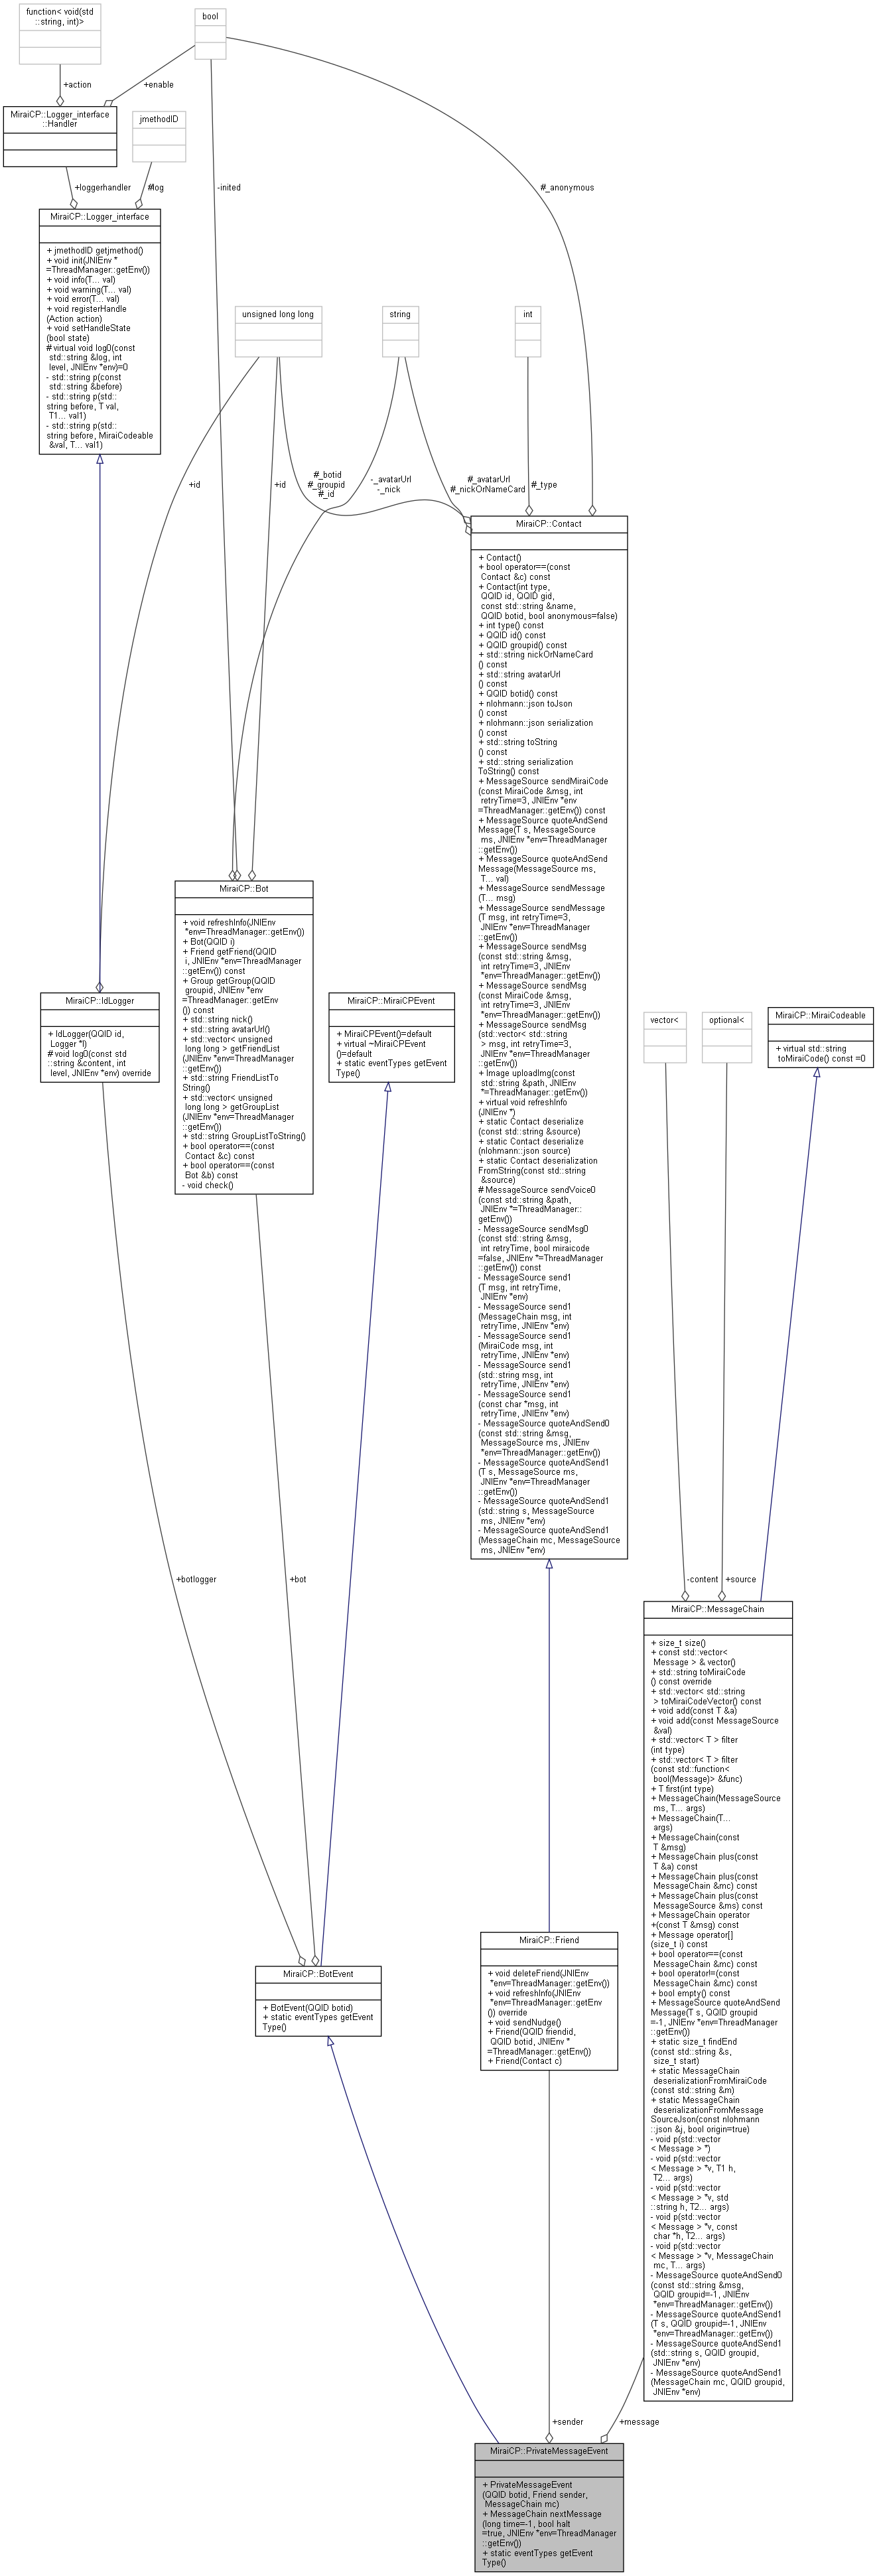 function< void(std
::string, int)>
bool
+action
+enable
MiraiCP::Logger_interface
::Handler
jmethodID
+loggerhandler
#log
-inited
#_anonymous
MiraiCP::Logger_interface
+ jmethodID getjmethod()
+ void init(JNIEnv *
=ThreadManager::getEnv())
+ void info(T... val)
+ void warning(T... val)
+ void error(T... val)
+ void registerHandle
(Action action)
+ void setHandleState
(bool state)
# virtual void log0(const
std::string &log, int
level, JNIEnv *env)=0
- std::string p(const
std::string &before)
- std::string p(std::
string before, T val,
T1... val1)
- std::string p(std::
string before, MiraiCodeable
&val, T... val1)
unsigned long long
string
int
+id
#_botid
#_groupid
#_id
+id
-_avatarUrl
-_nick
#_avatarUrl
#_nickOrNameCard
#_type
MiraiCP::Contact
+ Contact()
+ bool operator==(const
Contact &c) const
+ Contact(int type,
QQID id, QQID gid,
const std::string &name,
QQID botid, bool anonymous=false)
+ int type() const
+ QQID id() const
+ QQID groupid() const
+ std::string nickOrNameCard
() const
+ std::string avatarUrl
() const
+ QQID botid() const
+ nlohmann::json toJson
() const
+ nlohmann::json serialization
() const
+ std::string toString
() const
+ std::string serialization
ToString() const
+ MessageSource sendMiraiCode
(const MiraiCode &msg, int
retryTime=3, JNIEnv *env
=ThreadManager::getEnv()) const
+ MessageSource quoteAndSend
Message(T s, MessageSource
ms, JNIEnv *env=ThreadManager
::getEnv())
+ MessageSource quoteAndSend
Message(MessageSource ms,
T... val)
+ MessageSource sendMessage
(T... msg)
+ MessageSource sendMessage
(T msg, int retryTime=3,
JNIEnv *env=ThreadManager
::getEnv())
+ MessageSource sendMsg
(const std::string &msg,
int retryTime=3, JNIEnv
*env=ThreadManager::getEnv())
+ MessageSource sendMsg
(const MiraiCode &msg,
int retryTime=3, JNIEnv
*env=ThreadManager::getEnv())
+ MessageSource sendMsg
(std::vector< std::string
> msg, int retryTime=3,
JNIEnv *env=ThreadManager
::getEnv())
+ Image uploadImg(const
std::string &path, JNIEnv
*=ThreadManager::getEnv())
+ virtual void refreshInfo
(JNIEnv *)
+ static Contact deserialize
(const std::string &source)
+ static Contact deserialize
(nlohmann::json source)
+ static Contact deserialization
FromString(const std::string
&source)
# MessageSource sendVoice0
(const std::string &path,
JNIEnv *=ThreadManager::
getEnv())
- MessageSource sendMsg0
(const std::string &msg,
int retryTime, bool miraicode
=false, JNIEnv *=ThreadManager
::getEnv()) const
- MessageSource send1
(T msg, int retryTime,
JNIEnv *env)
- MessageSource send1
(MessageChain msg, int
retryTime, JNIEnv *env)
- MessageSource send1
(MiraiCode msg, int
retryTime, JNIEnv *env)
- MessageSource send1
(std::string msg, int
retryTime, JNIEnv *env)
- MessageSource send1
(const char *msg, int
retryTime, JNIEnv *env)
- MessageSource quoteAndSend0
(const std::string &msg,
MessageSource ms, JNIEnv
*env=ThreadManager::getEnv())
- MessageSource quoteAndSend1
(T s, MessageSource ms,
JNIEnv *env=ThreadManager
::getEnv())
- MessageSource quoteAndSend1
(std::string s, MessageSource
ms, JNIEnv *env)
- MessageSource quoteAndSend1
(MessageChain mc, MessageSource
ms, JNIEnv *env)
MiraiCP::Bot
+ void refreshInfo(JNIEnv
*env=ThreadManager::getEnv())
+ Bot(QQID i)
+ Friend getFriend(QQID
i, JNIEnv *env=ThreadManager
::getEnv()) const
+ Group getGroup(QQID
groupid, JNIEnv *env
=ThreadManager::getEnv
()) const
+ std::string nick()
+ std::string avatarUrl()
+ std::vector< unsigned
long long > getFriendList
(JNIEnv *env=ThreadManager
::getEnv())
+ std::string FriendListTo
String()
+ std::vector< unsigned
long long > getGroupList
(JNIEnv *env=ThreadManager
::getEnv())
+ std::string GroupListToString()
+ bool operator==(const
Contact &c) const
+ bool operator==(const
Bot &b) const
- void check()
MiraiCP::IdLogger
+ IdLogger(QQID id,
Logger *l)
# void log0(const std
::string &content, int
level, JNIEnv *env) override
MiraiCP::MiraiCPEvent
+ MiraiCPEvent()=default
+ virtual ~MiraiCPEvent
()=default
+ static eventTypes getEvent
Type()
vector<
optional<
MiraiCP::MiraiCodeable
+ virtual std::string
toMiraiCode() const =0
+botlogger
+bot
-content
+source
MiraiCP::MessageChain
+ size_t size()
+ const std::vector<
Message > & vector()
+ std::string toMiraiCode
() const override
+ std::vector< std::string
> toMiraiCodeVector() const
+ void add(const T &a)
+ void add(const MessageSource
&val)
+ std::vector< T > filter
(int type)
+ std::vector< T > filter
(const std::function<
bool(Message)> &func)
+ T first(int type)
+ MessageChain(MessageSource
ms, T... args)
+ MessageChain(T...
args)
+ MessageChain(const
T &msg)
+ MessageChain plus(const
T &a) const
+ MessageChain plus(const
MessageChain &mc) const
+ MessageChain plus(const
MessageSource &ms) const
+ MessageChain operator
+(const T &msg) const
+ Message operator[]
(size_t i) const
+ bool operator==(const
MessageChain &mc) const
+ bool operator!=(const
MessageChain &mc) const
+ bool empty() const
+ MessageSource quoteAndSend
Message(T s, QQID groupid
=-1, JNIEnv *env=ThreadManager
::getEnv())
+ static size_t findEnd
(const std::string &s,
size_t start)
+ static MessageChain
deserializationFromMiraiCode
(const std::string &m)
+ static MessageChain
deserializationFromMessage
SourceJson(const nlohmann
::json &j, bool origin=true)
- void p(std::vector
< Message > *)
- void p(std::vector
< Message > *v, T1 h,
T2... args)
- void p(std::vector
< Message > *v, std
::string h, T2... args)
- void p(std::vector
< Message > *v, const
char *h, T2... args)
- void p(std::vector
< Message > *v, MessageChain
mc, T... args)
- MessageSource quoteAndSend0
(const std::string &msg,
QQID groupid=-1, JNIEnv
*env=ThreadManager::getEnv())
- MessageSource quoteAndSend1
(T s, QQID groupid=-1, JNIEnv
*env=ThreadManager::getEnv())
- MessageSource quoteAndSend1
(std::string s, QQID groupid,
JNIEnv *env)
- MessageSource quoteAndSend1
(MessageChain mc, QQID groupid,
JNIEnv *env)
MiraiCP::Friend
+ void deleteFriend(JNIEnv
*env=ThreadManager::getEnv())
+ void refreshInfo(JNIEnv
*env=ThreadManager::getEnv
()) override
+ void sendNudge()
+ Friend(QQID friendid,
QQID botid, JNIEnv *
=ThreadManager::getEnv())
+ Friend(Contact c)
MiraiCP::BotEvent
+ BotEvent(QQID botid)
+ static eventTypes getEvent
Type()
+sender
+message
MiraiCP::PrivateMessageEvent
+ PrivateMessageEvent
(QQID botid, Friend sender,
MessageChain mc)
+ MessageChain nextMessage
(long time=-1, bool halt
=true, JNIEnv *env=ThreadManager
::getEnv())
+ static eventTypes getEvent
Type()